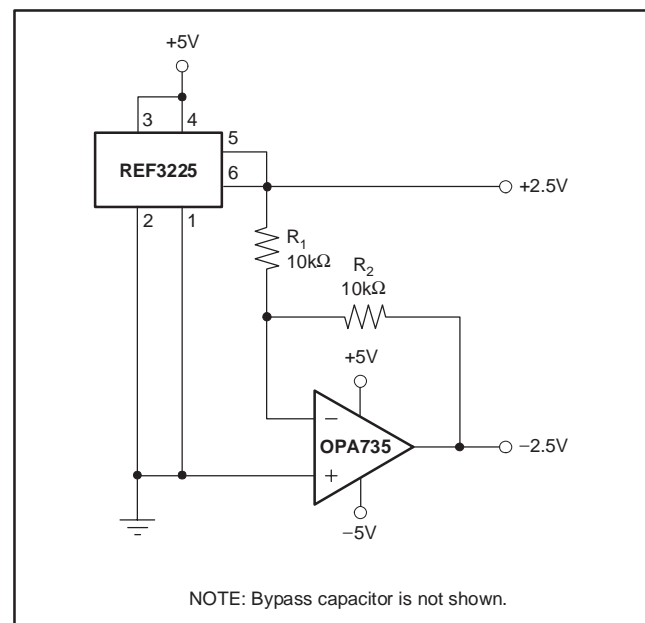 +5V
3
4
5
REF3225
6
+2.5V
2
1
R1
10kΩ
R2
10kΩ
+5V
−
OPA735
−2.5V
+
−5V
NOTE: Bypass capacitor is not shown.